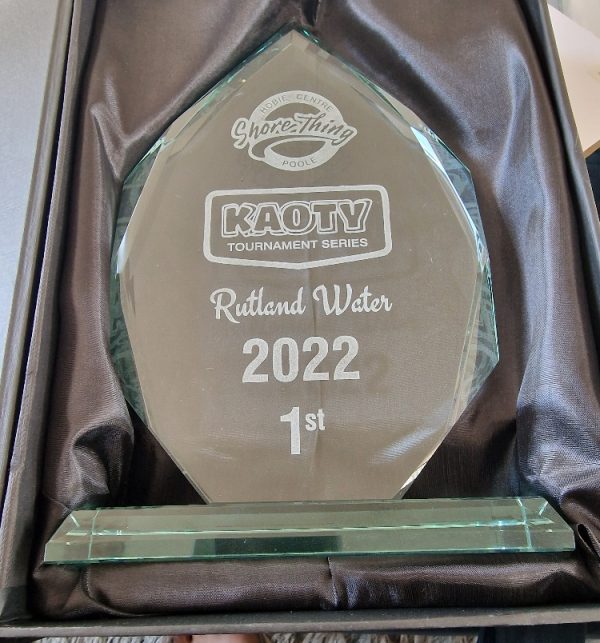 HOBIE CENTRE
Shore-Thing
POOLE
KAOTY
TOURNAMENT SERIES
Rutland Water
2022
1st